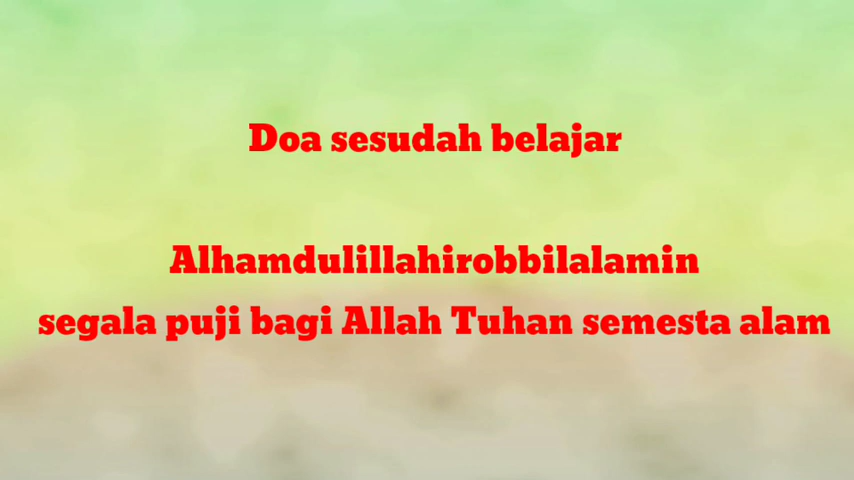 Doa sesudah belajar
Alhamdulillahirobbilalamin
segala puji bagi Allah Tuhan semesta alam